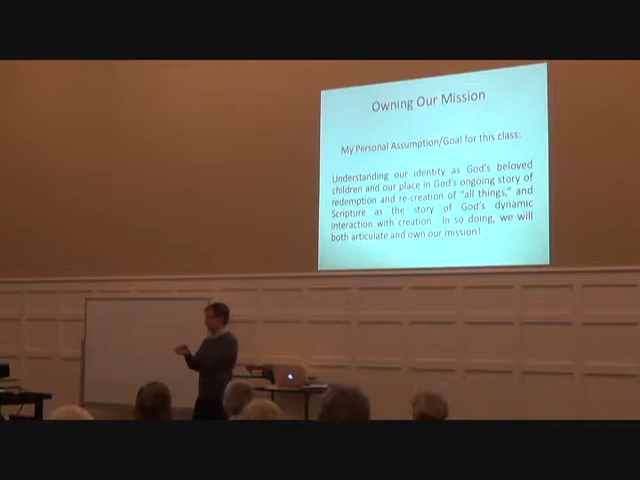 Owning Our Mission
My Personal Assumption/Goal for this class:
Understanding our identity as God's beloved
children and our place in God's ongoing story of
redemption and re-creation of "all things," and
Scripture as the story of God's dynamic
interaction with creation. In so doing, we will
both articulate and own our mission!